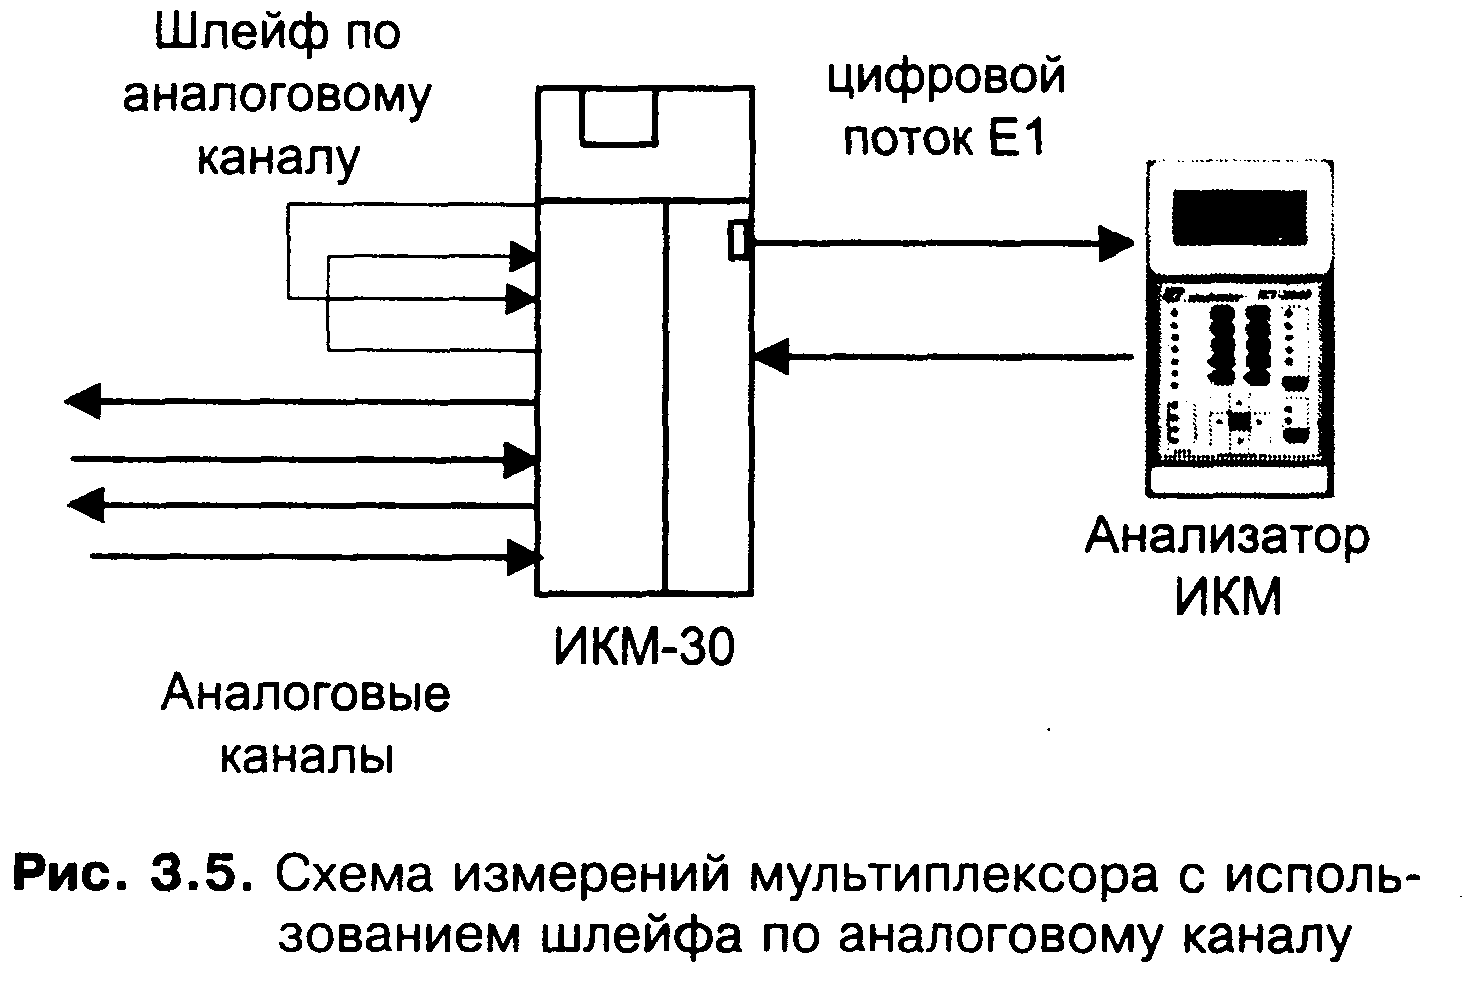 Шлейф по
аналоговому
каналу
цифровой
поток E1
Анализатор
ИКМ
ИКМ-30
Аналоговые
каналы
Рис. 3.5. Схема измерений мультиплексора с исполь-
зованием шлейфа по аналоговому каналу